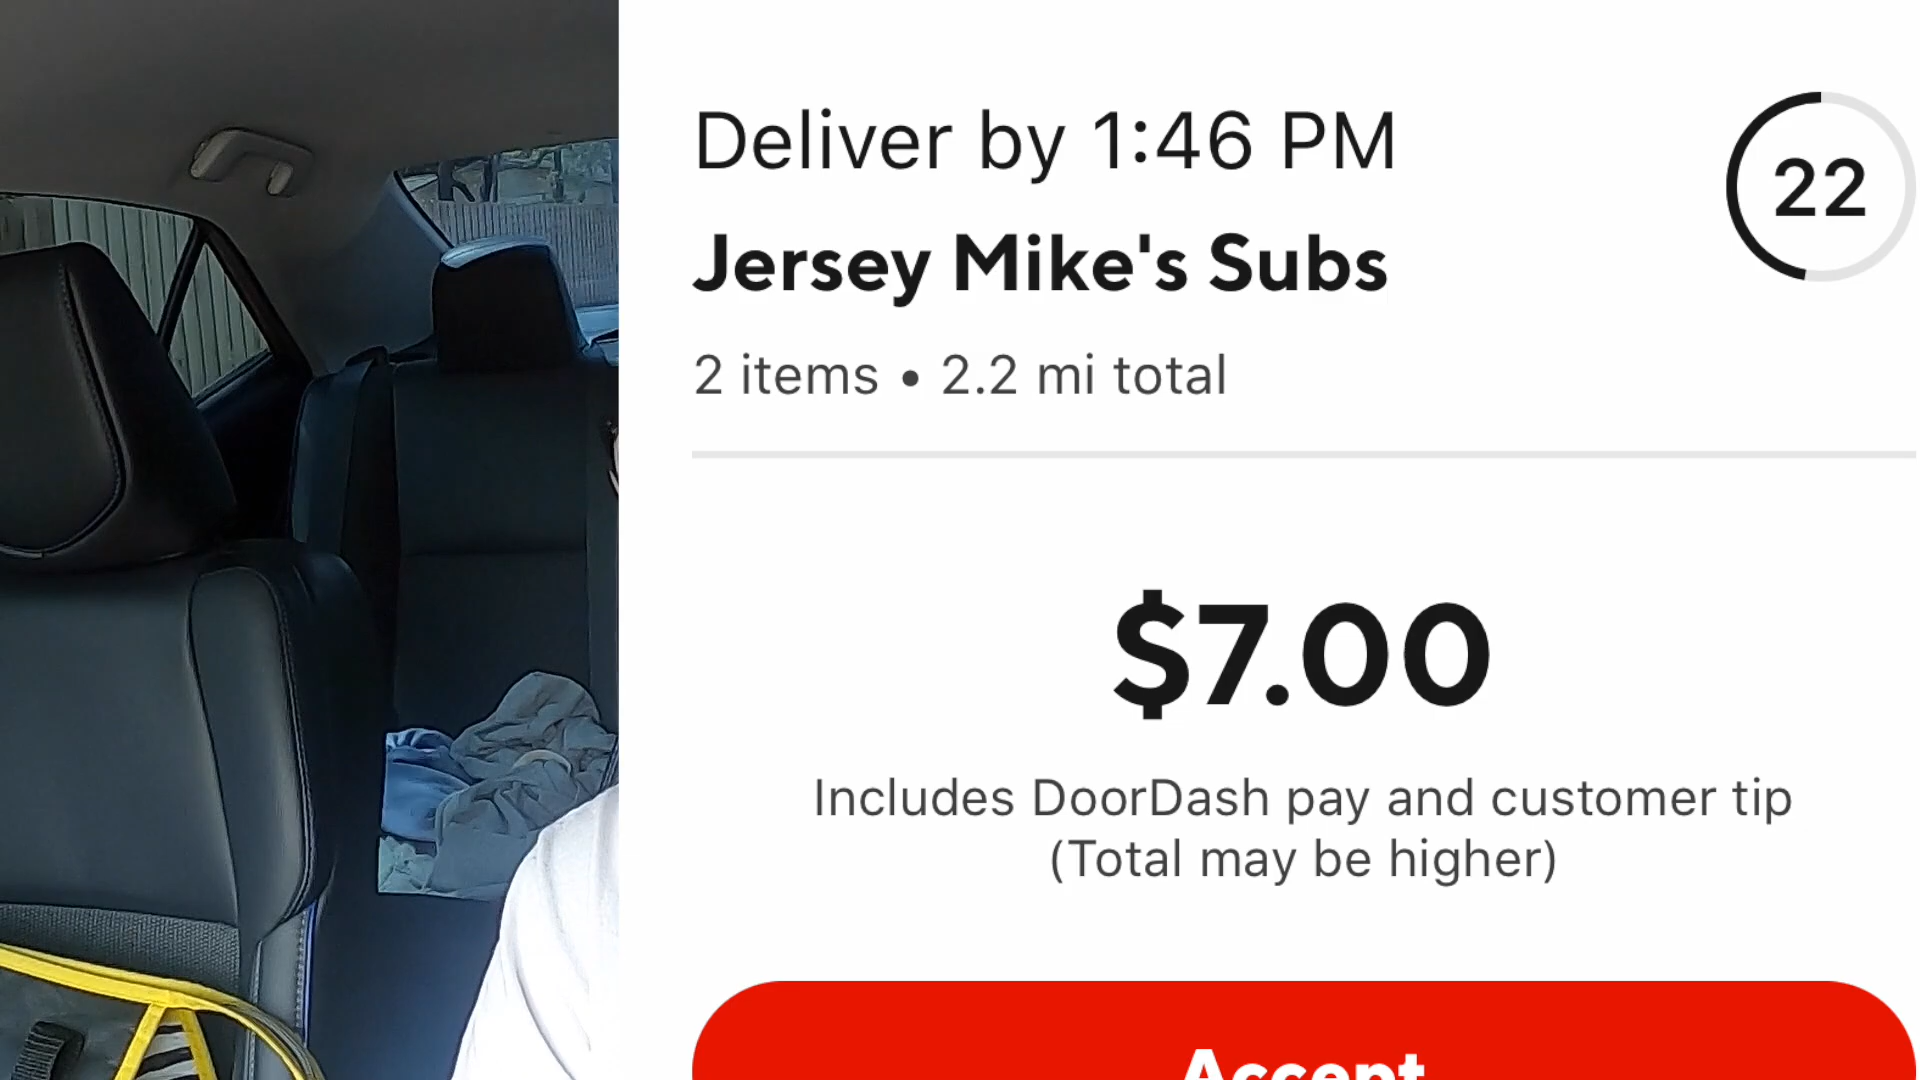 Deliver by 1:46 PM
22
Jersey Mike's Subs
2 items • 2.2 mi total
$7.00
Includes DoorDash pay and customer tip
(Total may be higher)
Accept